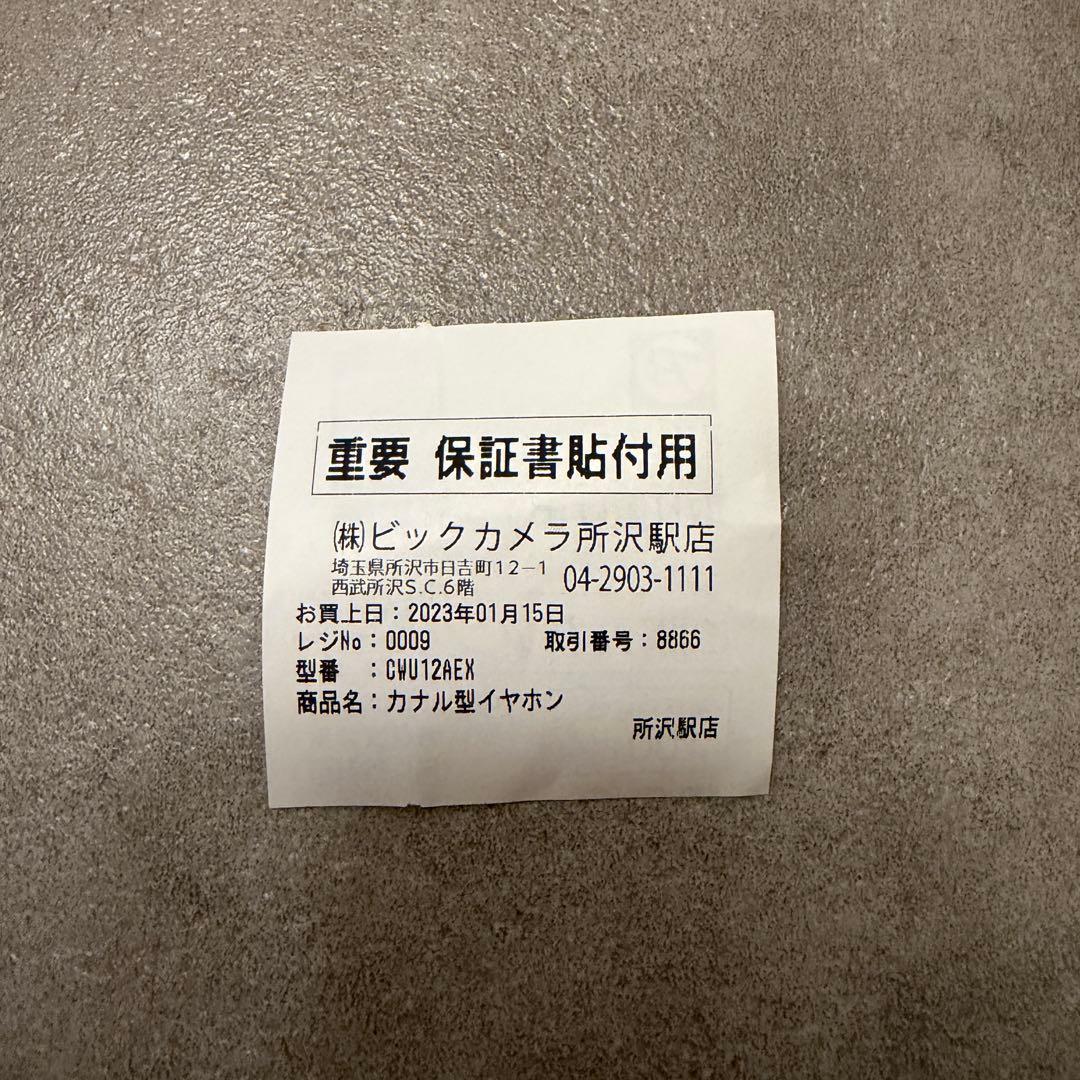 重要 保証書貼付用
㈱ビックカメラ所沢駅店
埼玉県所沢市日吉町12-1
西武所沢S.C.6階 04-2903-1111
お買上日：2023年01月15日
レジNo：0009 取引番号：8866
型番 ：CWU12AEX
商品名：カナル型イヤホン
所沢駅店